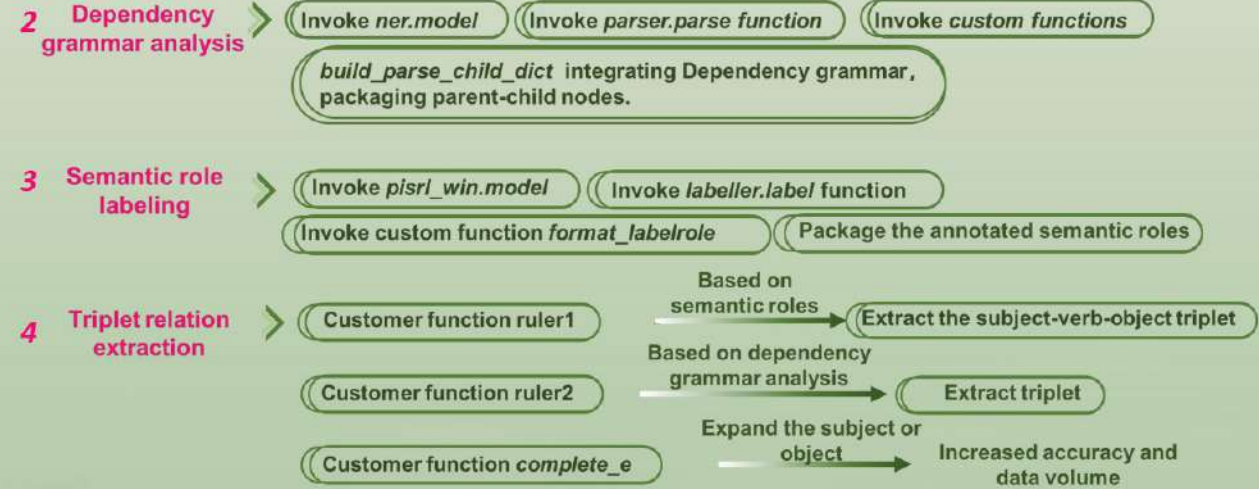 2 Dependency
grammar analysis
Invoke ner.model
Invoke parser.parse function
Invoke custom functions
build_parse_child_dict integrating Dependency grammar,
packaging parent-child nodes.
3 Semantic role
labeling
Invoke pisrl_win.model
Invoke labeller.label function
Invoke custom function format_labelrole
Package the annotated semantic roles
4 Triplet relation
extraction
Customer function ruler1
Based on
semantic roles
Extract the subject-verb-object triplet
Customer function ruler2
Based on dependency
grammar analysis
Extract triplet
Customer function complete_e
Expand the subject or
object
Increased accuracy and
data volume